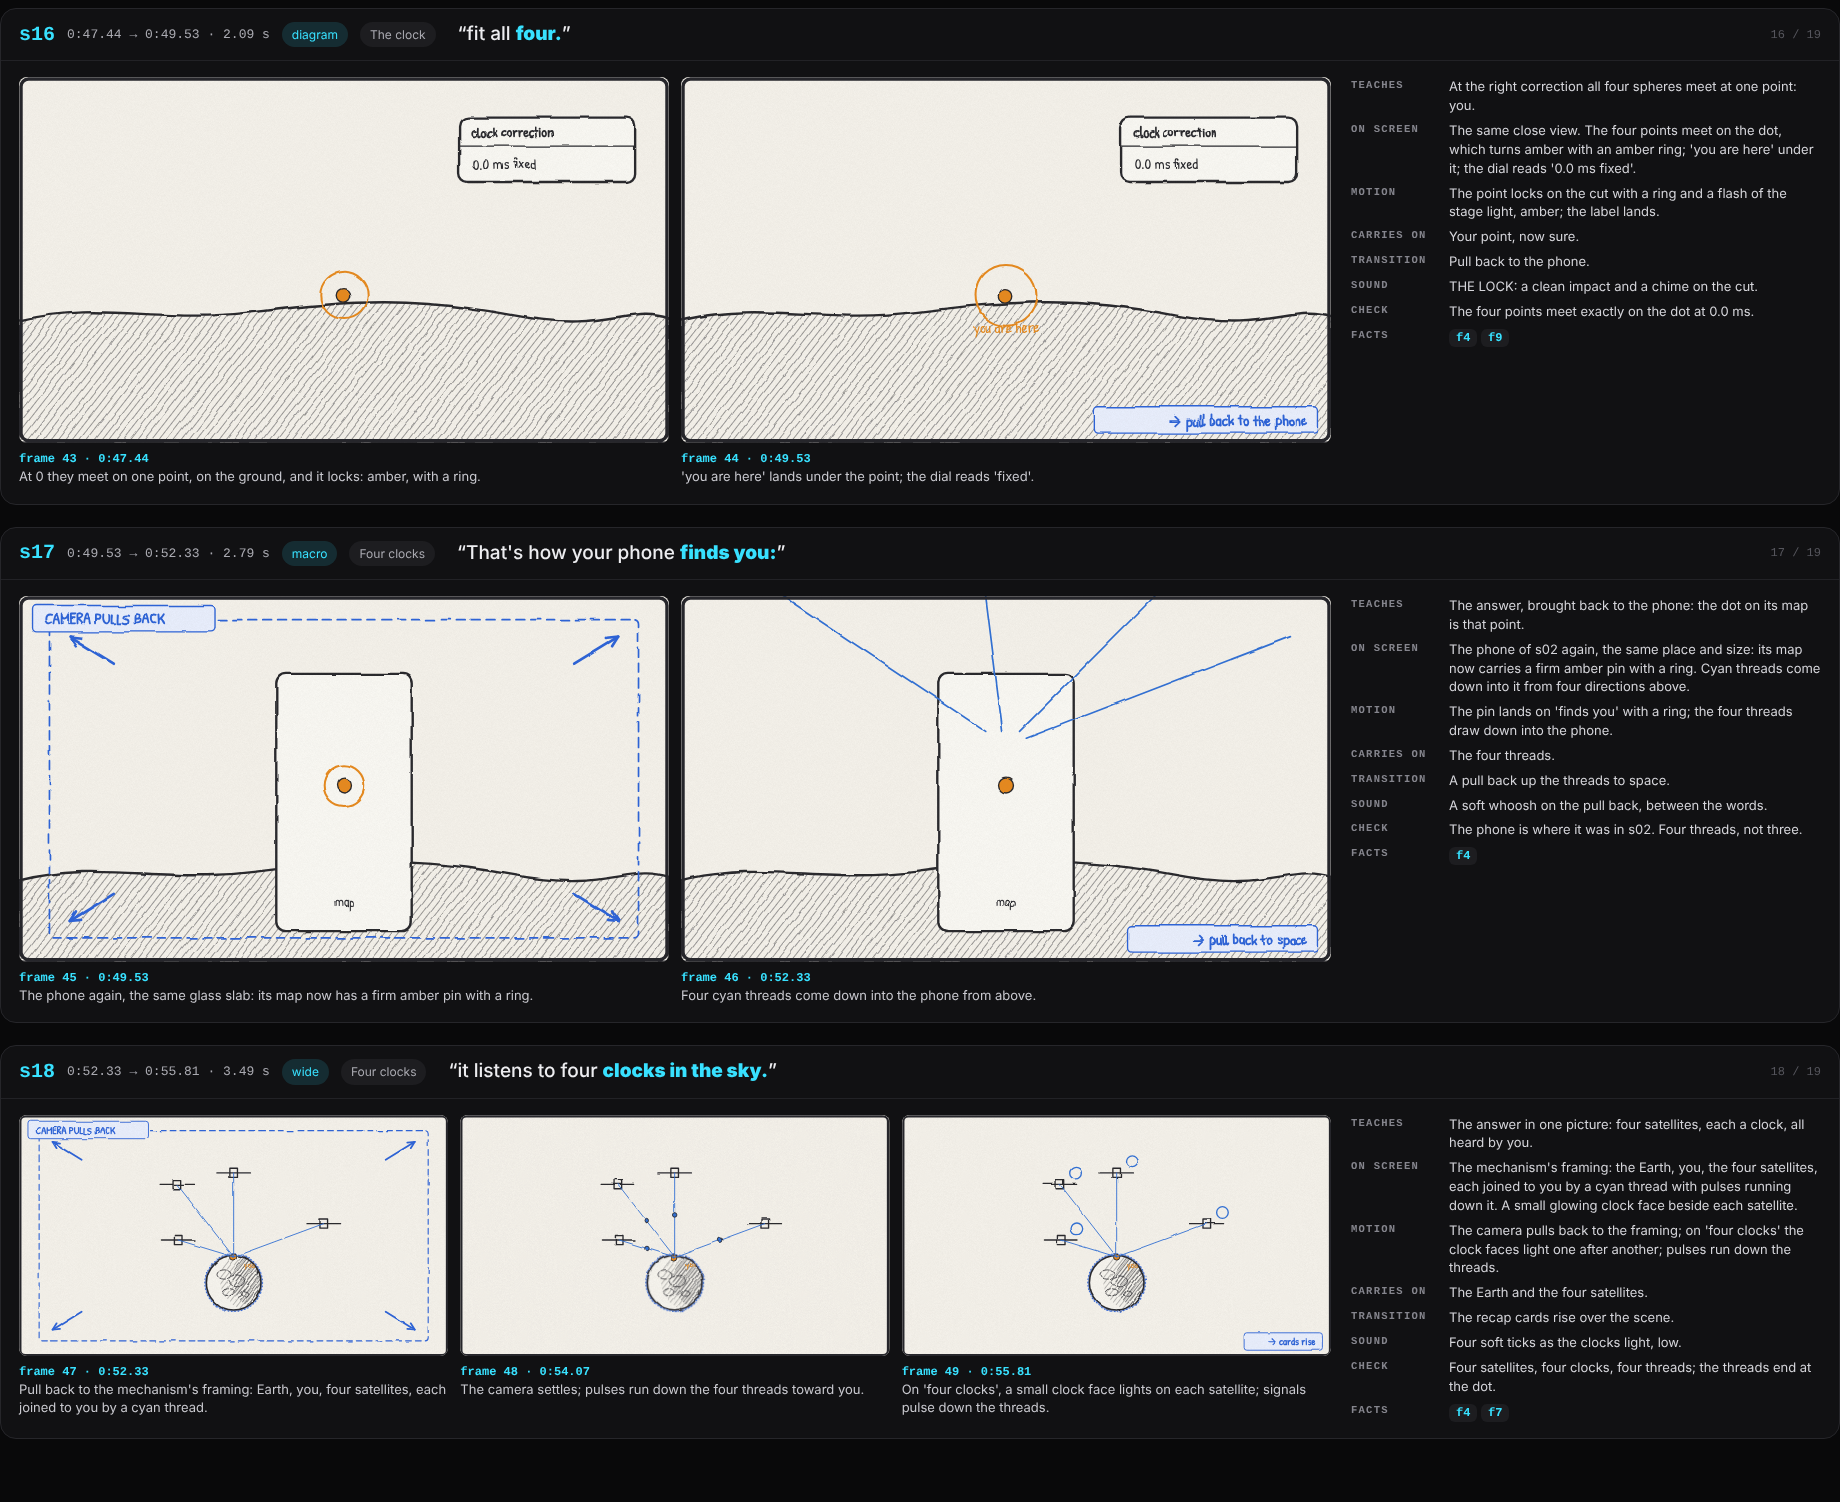 s16 0:47.44 → 0:49.53 · 2.09 s diagram The clock “fit all four.” 16 / 19
clock correction
0.0 ms fixed
clock correction
0.0 ms fixed
you are here
→ pull back to the phone
frame 43 · 0:47.44
At 0 they meet on one point, on the ground, and it locks: amber, with a ring.
frame 44 · 0:49.53
'you are here' lands under the point; the dial reads 'fixed'.
TEACHES At the right correction all four spheres meet at one point:
you.
ON SCREEN The same close view. The four points meet on the dot,
which turns amber with an amber ring; 'you are here' under
it; the dial reads '0.0 ms fixed'.
MOTION The point locks on the cut with a ring and a flash of the
stage light, amber; the label lands.
CARRIES ON Your point, now sure.
TRANSITION Pull back to the phone.
SOUND THE LOCK: a clean impact and a chime on the cut.
CHECK The four points meet exactly on the dot at 0.0 ms.
FACTS f4 f9
s17 0:49.53 → 0:52.33 · 2.79 s macro Four clocks “That's how your phone finds you:” 17 / 19
CAMERA PULLS BACK
map
map
→ pull back to space
frame 45 · 0:49.53
The phone again, the same glass slab: its map now has a firm amber pin with a ring.
frame 46 · 0:52.33
Four cyan threads come down into the phone from above.
TEACHES The answer, brought back to the phone: the dot on its map
is that point.
ON SCREEN The phone of s02 again, the same place and size: its map
now carries a firm amber pin with a ring. Cyan threads come
down into it from four directions above.
MOTION The pin lands on 'finds you' with a ring; the four threads
draw down into the phone.
CARRIES ON The four threads.
TRANSITION A pull back up the threads to space.
SOUND A soft whoosh on the pull back, between the words.
CHECK The phone is where it was in s02. Four threads, not three.
FACTS f4
s18 0:52.33 → 0:55.81 · 3.49 s wide Four clocks “it listens to four clocks in the sky.” 18 / 19
CAMERA PULLS BACK
→ cards rise
frame 47 · 0:52.33
Pull back to the mechanism's framing: Earth, you, four satellites, each
joined to you by a cyan thread.
frame 48 · 0:54.07
The camera settles; pulses run down the four threads toward you.
frame 49 · 0:55.81
On 'four clocks', a small clock face lights on each satellite; signals
pulse down the threads.
TEACHES The answer in one picture: four satellites, each a clock, all
heard by you.
ON SCREEN The mechanism's framing: the Earth, you, the four satellites,
each joined to you by a cyan thread with pulses running
down it. A small glowing clock face beside each satellite.
MOTION The camera pulls back to the framing; on 'four clocks' the
clock faces light one after another; pulses run down the
threads.
CARRIES ON The Earth and the four satellites.
TRANSITION The recap cards rise over the scene.
SOUND Four soft ticks as the clocks light, low.
CHECK Four satellites, four clocks, four threads; the threads end at
the dot.
FACTS f4 f7